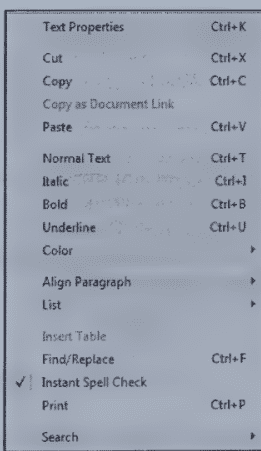 Text Properties Ctrl+K
Cut Ctrl+X
Copy Ctrl+C
Copy as Document Link
Paste Ctrl+V
Normal Text Ctrl+T
Italic Ctrl+I
Bold Ctrl+B
Underline Ctrl+U
Color
Align Paragraph
List
Insert Table
Find/Replace Ctrl+F
✓ Instant Spell Check
Print Ctrl+P
Search